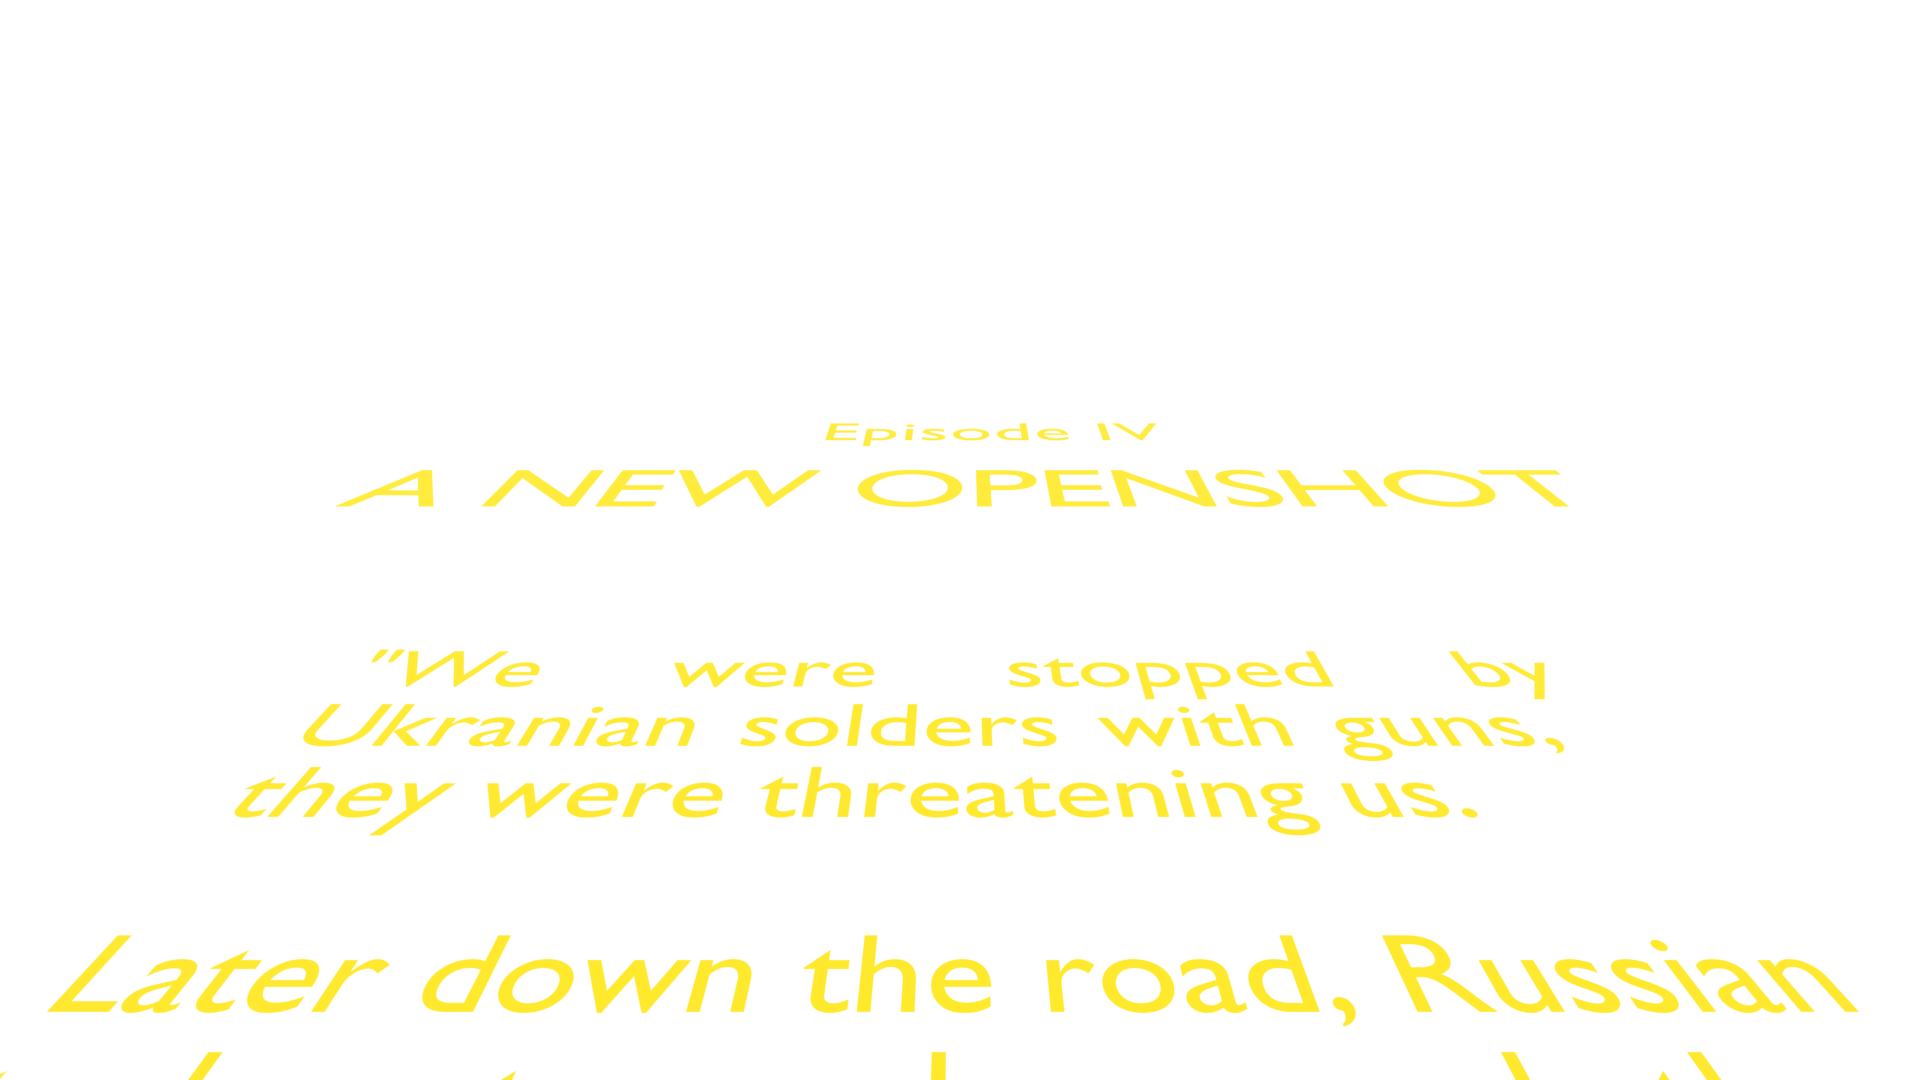 Episode IV
A NEW OPENSHOT
"We were stopped by
Ukranian solders with guns,
they were threatening us.
Later down the road, Russian